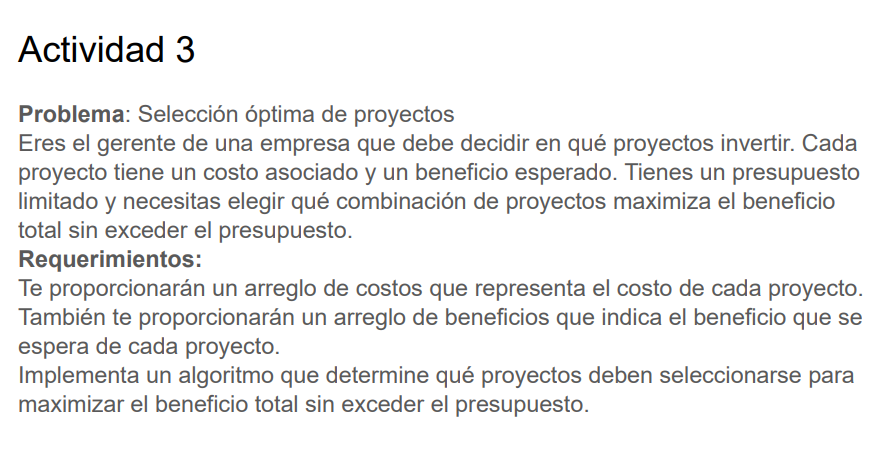 Actividad 3
Problema: Selección óptima de proyectos
Eres el gerente de una empresa que debe decidir en qué proyectos invertir. Cada
proyecto tiene un costo asociado y un beneficio esperado. Tienes un presupuesto
limitado y necesitas elegir qué combinación de proyectos maximiza el beneficio
total sin exceder el presupuesto.
Requerimientos:
Te proporcionarán un arreglo de costos que representa el costo de cada proyecto.
También te proporcionarán un arreglo de beneficios que indica el beneficio que se
espera de cada proyecto.
Implementa un algoritmo que determine qué proyectos deben seleccionarse para
maximizar el beneficio total sin exceder el presupuesto.